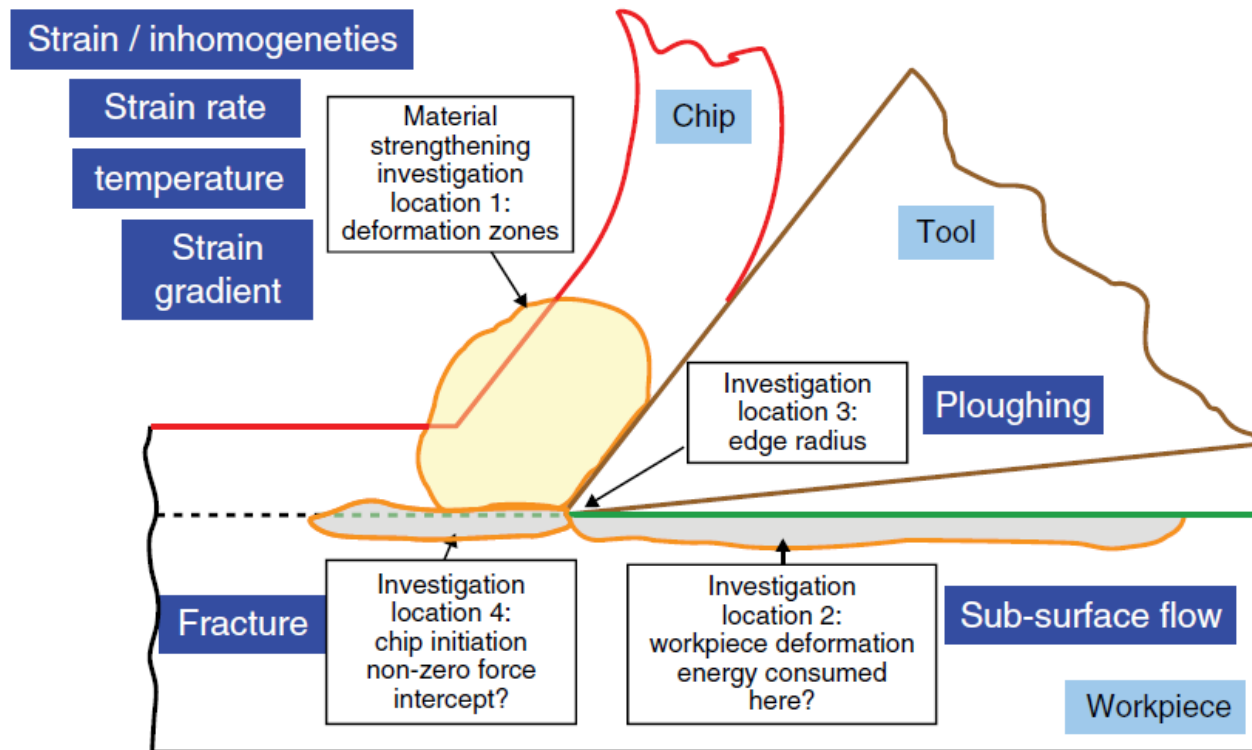 Strain / inhomogeneties
Strain rate
temperature
Strain
gradient
Material
strengthening
investigation
location 1:
deformation zones
Chip
Tool
Investigation
location 3:
edge radius
Ploughing
Fracture
Investigation
location 4:
chip initiation
non-zero force
intercept?
Investigation
location 2:
workpiece deformation
energy consumed
here?
Sub-surface flow
Workpiece